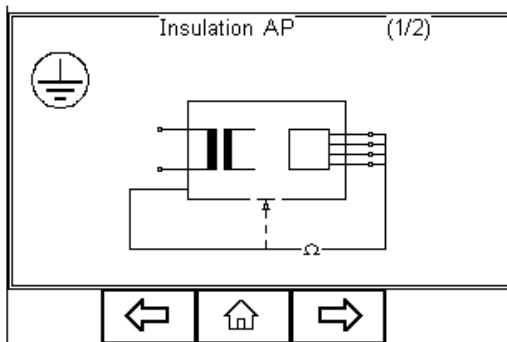 Insulation AP (1/2)
Ω